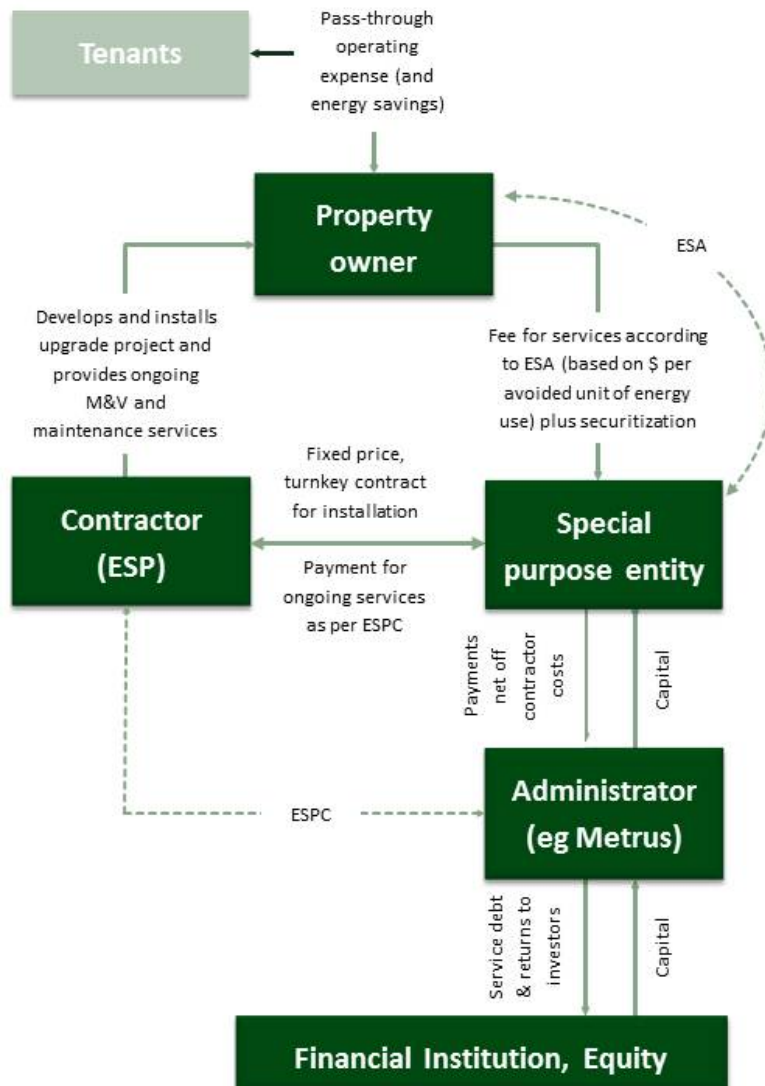 Pass-through
operating
expense (and
energy savings)
Tenants
Property
owner
ESA
Develops and installs
upgrade project and
provides ongoing
M&V and
maintenance services
Fee for services according
to ESA (based on $ per
avoided unit of energy
use) plus securitization
Fixed price,
turnkey contract
for installation
Contractor
(ESP)
Special
purpose entity
Payment for
ongoing services
as per ESPC
Payments
net off
contractor
costs
Capital
ESPC
Administrator
(eg Metrus)
Service debt
& returns to
investors
Capital
Financial Institution, Equity